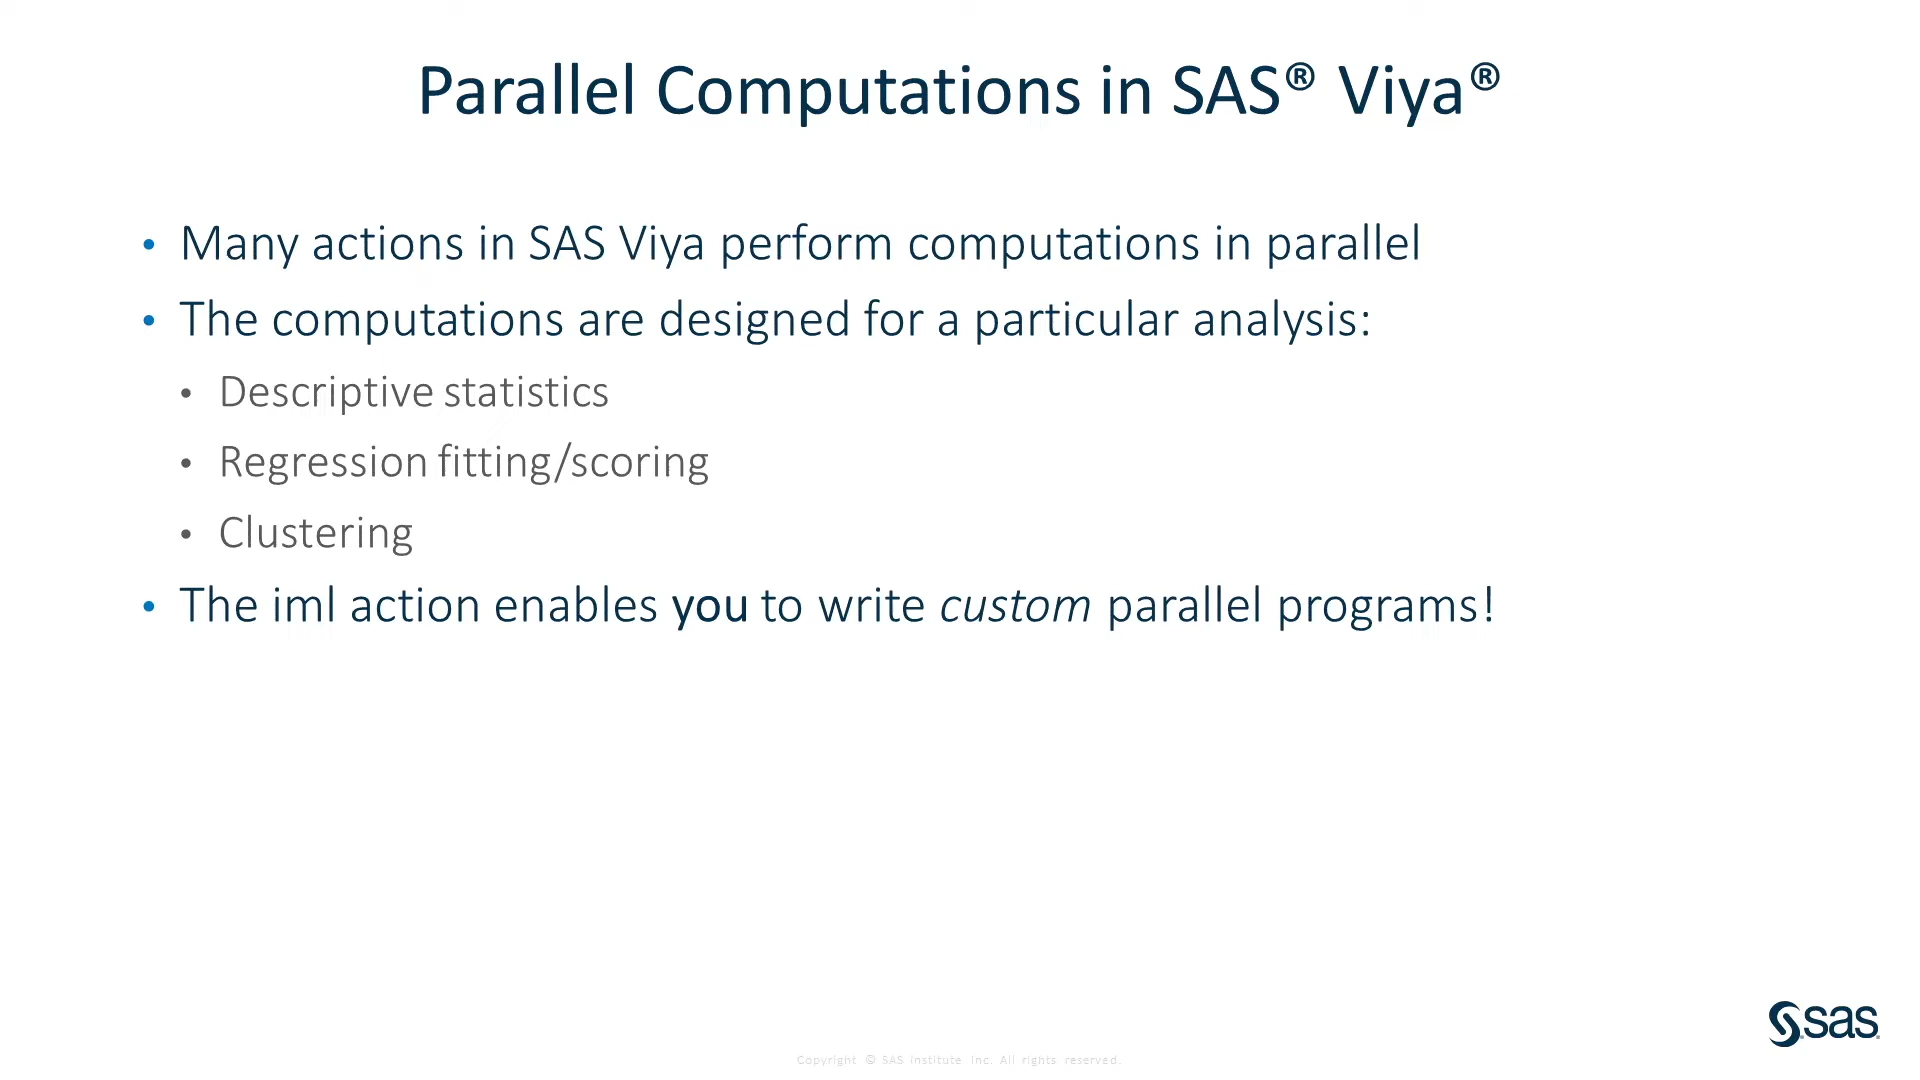 Parallel Computations in SAS® Viya®
• Many actions in SAS Viya perform computations in parallel
• The computations are designed for a particular analysis:
• Descriptive statistics
• Regression fitting/scoring
• Clustering
• The iml action enables you to write custom parallel programs!
sas
Copyright © SAS Institute Inc. All rights reserved.